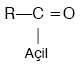 R—C=O
|
Açil